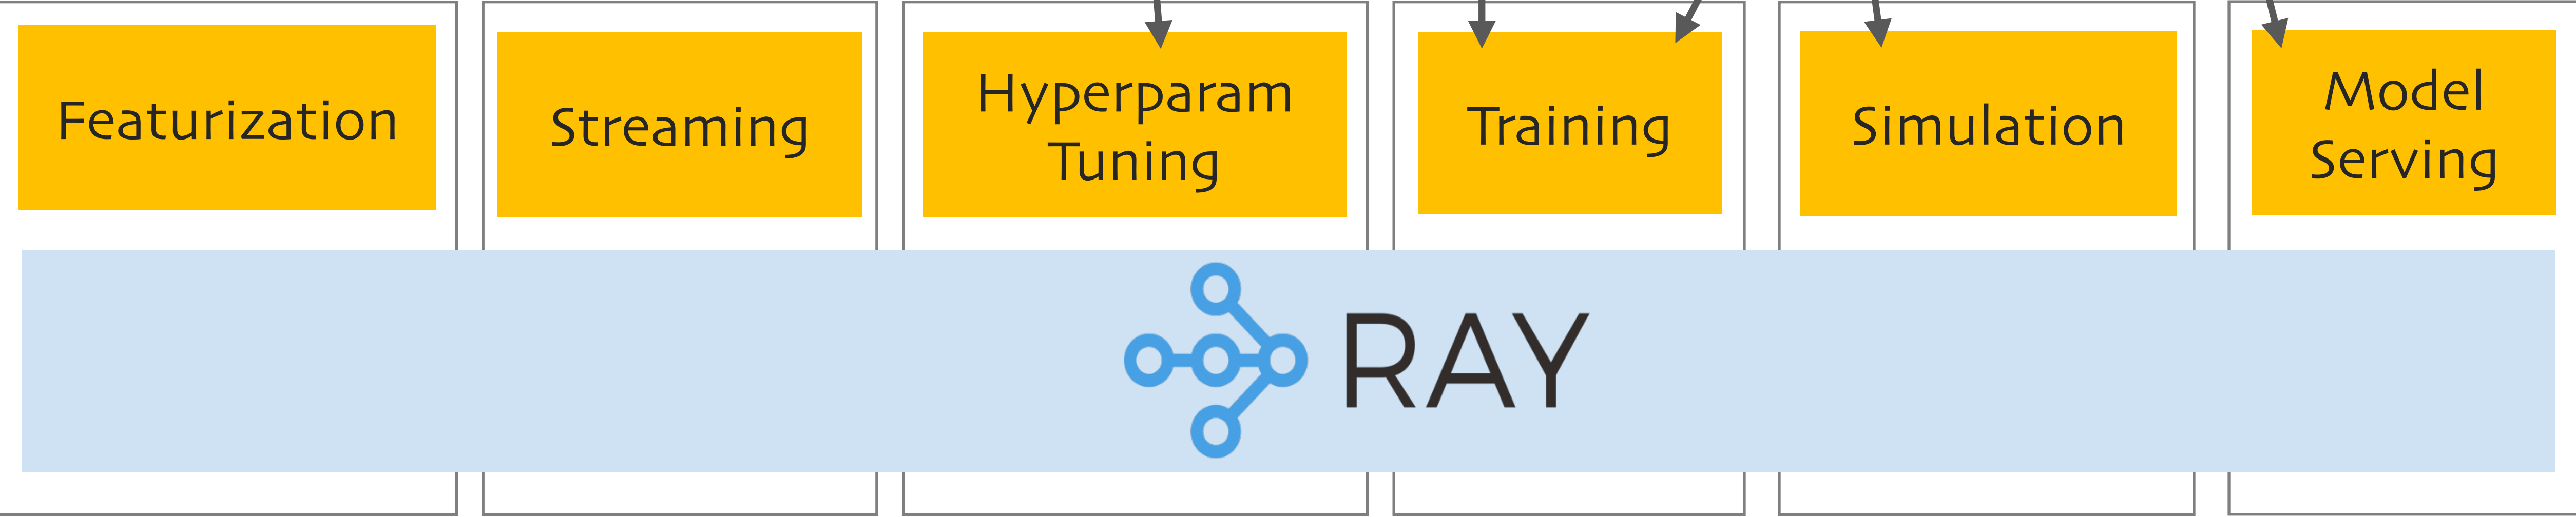 Featurization
Streaming
Hyperparam
Tuning
Training
Simulation
Model
Serving
RAY